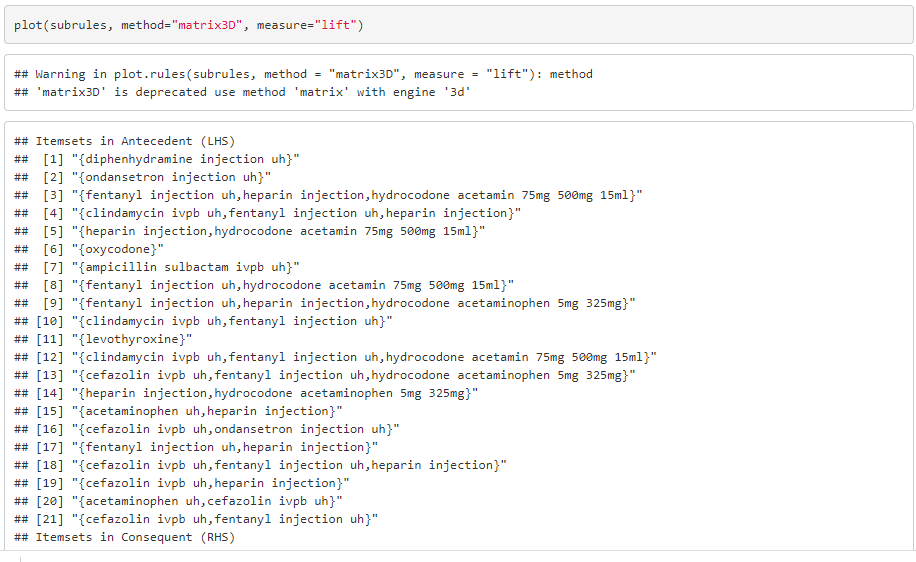 plot(subrules, method="matrix3D", measure="lift")
## Warning in plot.rules(subrules, method = "matrix3D", measure = "lift"): method
## 'matrix3D' is deprecated use method 'matrix' with engine '3d'
## Itemsets in Antecedent (LHS)
##  [1] "{diphenhydramine injection uh}"
##  [2] "{ondansetron injection uh}"
##  [3] "{fentanyl injection uh,heparin injection,hydrocodone acetamin 75mg 500mg 15ml}"
##  [4] "{clindamycin ivpb uh,fentanyl injection uh,heparin injection}"
##  [5] "{heparin injection,hydrocodone acetamin 75mg 500mg 15ml}"
##  [6] "{oxycodone}"
##  [7] "{ampicillin sulbactam ivpb uh}"
##  [8] "{fentanyl injection uh,hydrocodone acetamin 75mg 500mg 15ml}"
##  [9] "{fentanyl injection uh,heparin injection,hydrocodone acetaminophen 5mg 325mg}"
## [10] "{clindamycin ivpb uh,fentanyl injection uh}"
## [11] "{levothyroxine}"
## [12] "{clindamycin ivpb uh,fentanyl injection uh,hydrocodone acetamin 75mg 500mg 15ml}"
## [13] "{cefazolin ivpb uh,fentanyl injection uh,hydrocodone acetaminophen 5mg 325mg}"
## [14] "{heparin injection,hydrocodone acetaminophen 5mg 325mg}"
## [15] "{acetaminophen uh,heparin injection}"
## [16] "{cefazolin ivpb uh,ondansetron injection uh}"
## [17] "{fentanyl injection uh,heparin injection}"
## [18] "{cefazolin ivpb uh,fentanyl injection uh,heparin injection}"
## [19] "{cefazolin ivpb uh,heparin injection}"
## [20] "{acetaminophen uh,cefazolin ivpb uh}"
## [21] "{cefazolin ivpb uh,fentanyl injection uh}"
## Itemsets in Consequent (RHS)